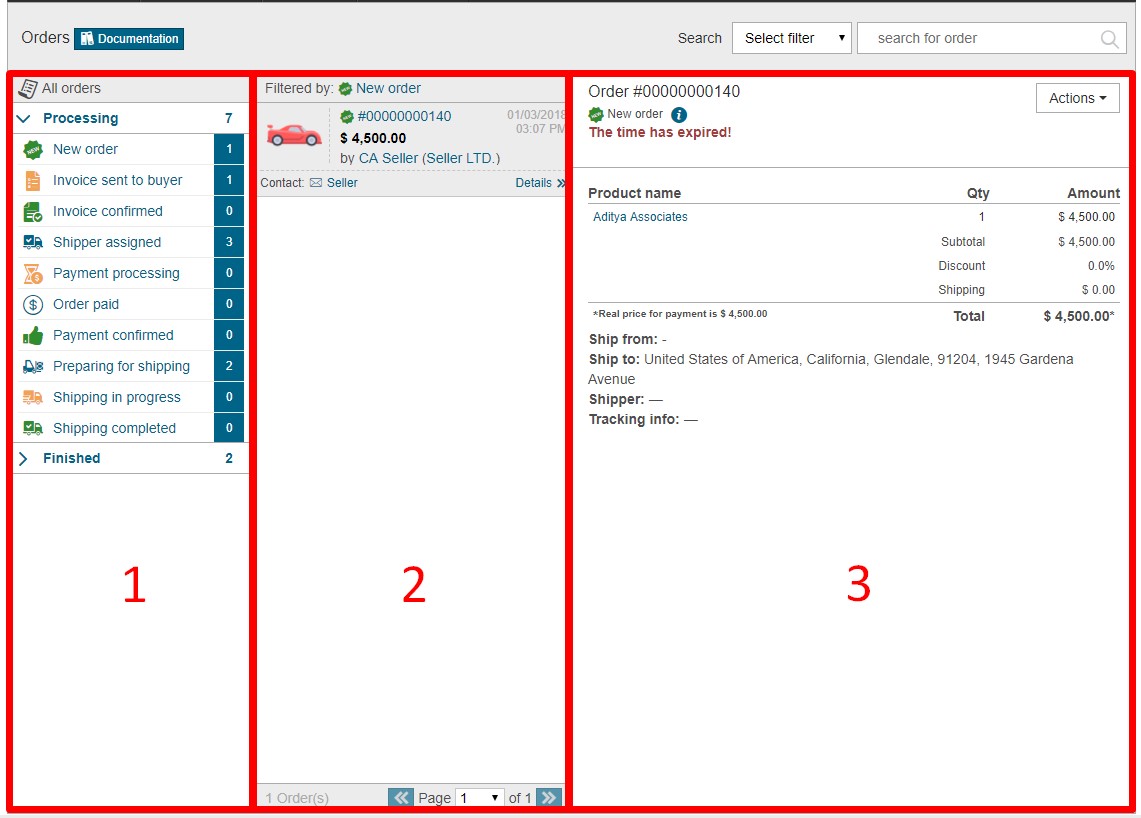 Orders Documentation
Search Select filter search for order
All orders
Processing 7
NEW New order 1
Invoice sent to buyer 1
Invoice confirmed 0
Shipper assigned 3
$ Payment processing 0
$ Order paid 0
Payment confirmed 0
Preparing for shipping 2
Shipping in progress 0
Shipping completed 0
Finished 2
1
Filtered by: New order
#00000000140 01/03/2018
03:07 PM
$ 4,500.00
by CA Seller (Seller LTD.)
Contact: Seller Details »
2
1 Order(s) « Page 1 of 1 »
Order #00000000140
Actions
New order i
The time has expired!
Product name Qty Amount
Aditya Associates 1 $ 4,500.00
Subtotal $ 4,500.00
Discount 0.0%
Shipping $ 0.00
*Real price for payment is $ 4,500.00 Total $ 4,500.00*
Ship from: -
Ship to: United States of America, California, Glendale, 91204, 1945 Gardena
Avenue
Shipper: —
Tracking info: —
3